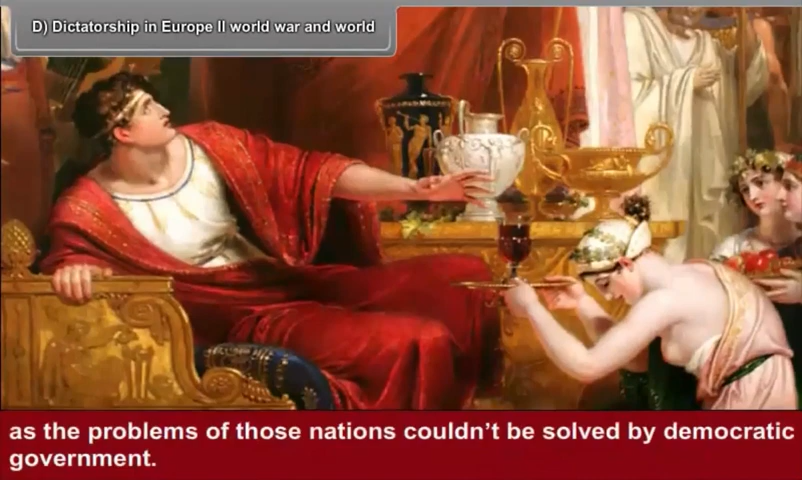 D) Dictatorship in Europe II world war and world
as the problems of those nations couldn't be solved by democratic
government.